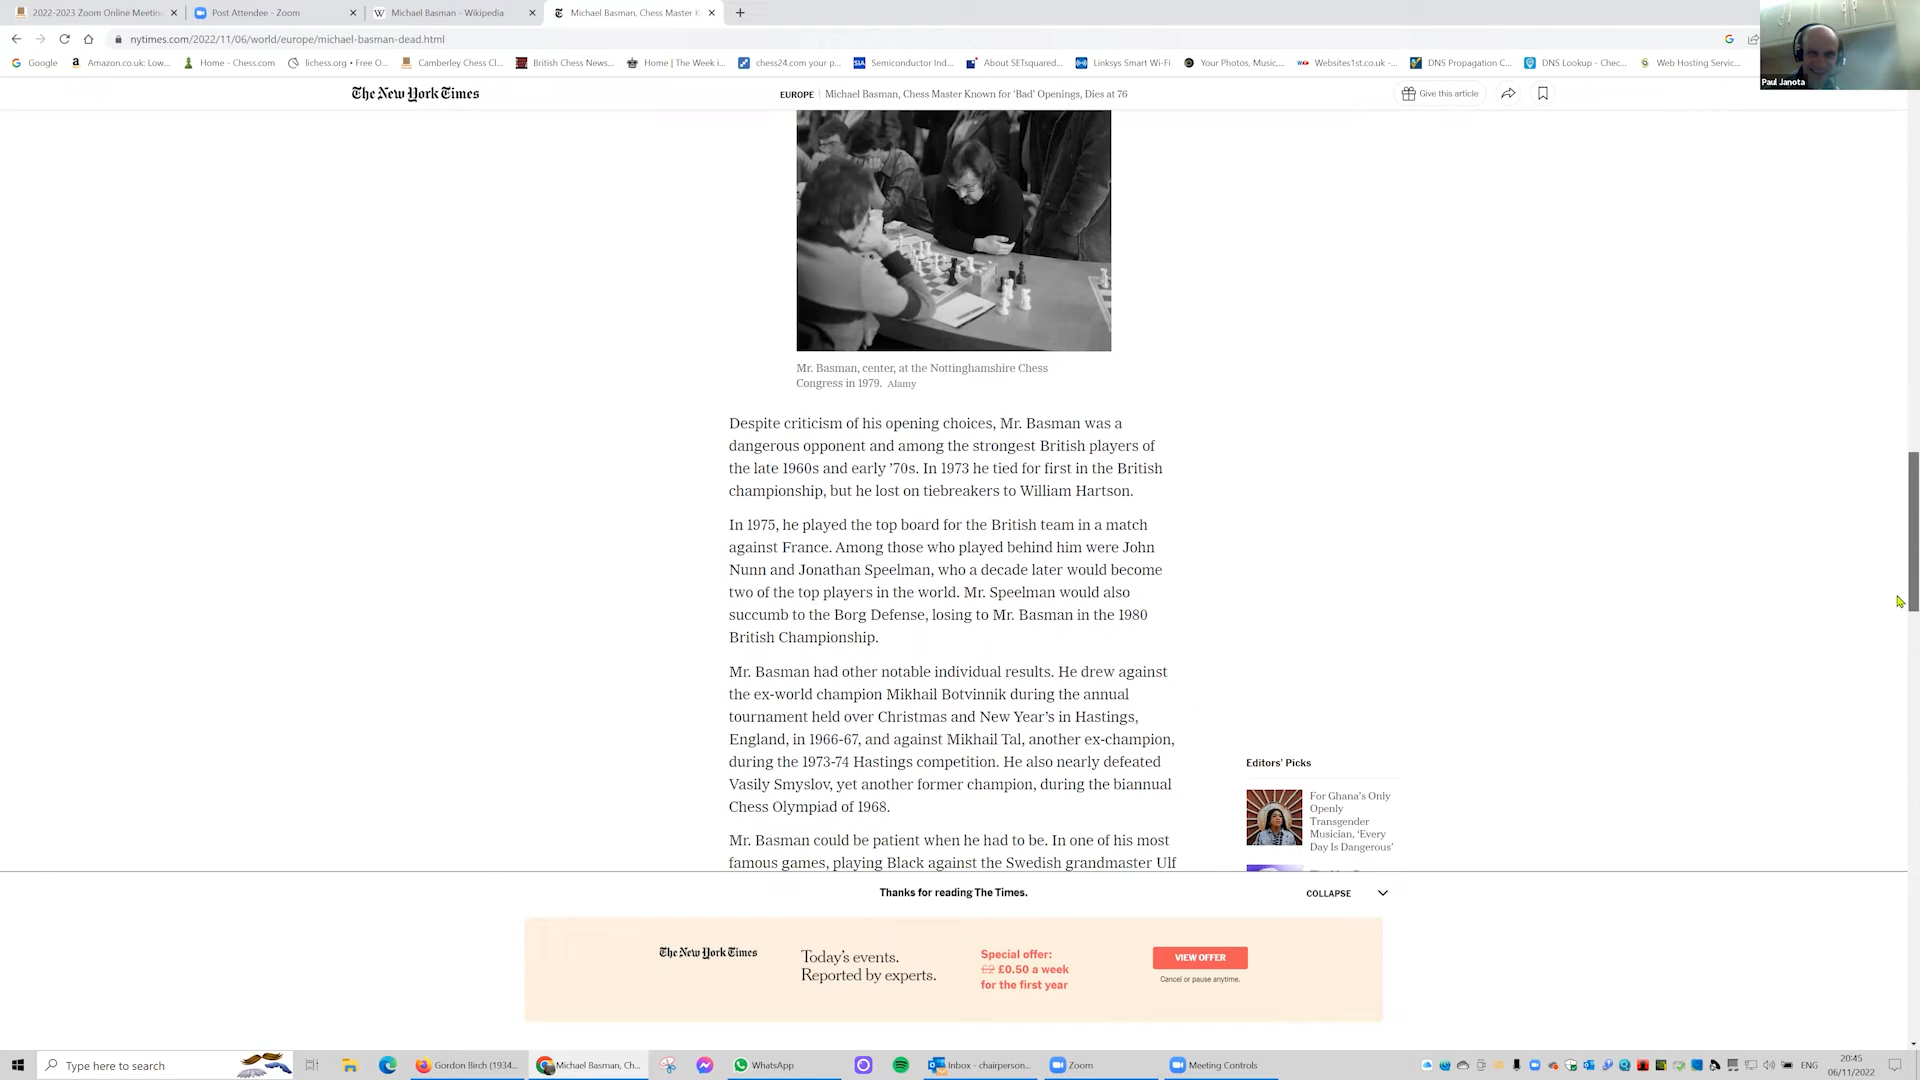 2022-2023 Zoom Online Meetin
Post Attendee - Zoom
Michael Basman - Wikipedia
Michael Basman, Chess Master K
nytimes.com/2022/11/06/world/europe/michael-basman-dead.html
Google
Amazon.co.uk: Low...
Home - Chess.com
lichess.org • Free O...
Camberley Chess Cl...
British Chess News...
Home | The Week i...
chess24.com your p...
Semiconductor Ind...
About SETsquared...
Linksys Smart Wi-Fi
Your Photos, Music,...
Websites1st.co.uk -...
DNS Propagation C...
DNS Lookup - Chec...
Web Hosting Servic...
Paul Janota
The New York Times
EUROPE | Michael Basman, Chess Master Known for 'Bad' Openings, Dies at 76
Give this article
Mr. Basman, center, at the Nottinghamshire Chess
Congress in 1979. Alamy
Despite criticism of his opening choices, Mr. Basman was a
dangerous opponent and among the strongest British players of
the late 1960s and early ’70s. In 1973 he tied for first in the British
championship, but he lost on tiebreakers to William Hartson.
In 1975, he played the top board for the British team in a match
against France. Among those who played behind him were John
Nunn and Jonathan Speelman, who a decade later would become
two of the top players in the world. Mr. Speelman would also
succumb to the Borg Defense, losing to Mr. Basman in the 1980
British Championship.
Mr. Basman had other notable individual results. He drew against
the ex-world champion Mikhail Botvinnik during the annual
tournament held over Christmas and New Year’s in Hastings,
England, in 1966-67, and against Mikhail Tal, another ex-champion,
during the 1973-74 Hastings competition. He also nearly defeated
Vasily Smyslov, yet another former champion, during the biannual
Chess Olympiad of 1968.
Mr. Basman could be patient when he had to be. In one of his most
famous games, playing Black against the Swedish grandmaster Ulf
Editors’ Picks
For Ghana’s Only
Openly
Transgender
Musician, ‘Every
Day Is Dangerous’
Thanks for reading The Times.
COLLAPSE
The New York Times
Today’s events.
Reported by experts.
Special offer:
£2 £0.50 a week
for the first year
VIEW OFFER
Cancel or pause anytime.
Type here to search
Gordon Birch (1934...
Michael Basman, Ch...
WhatsApp
Inbox - chairperson...
Zoom
Meeting Controls
ENG
20:45
06/11/2022